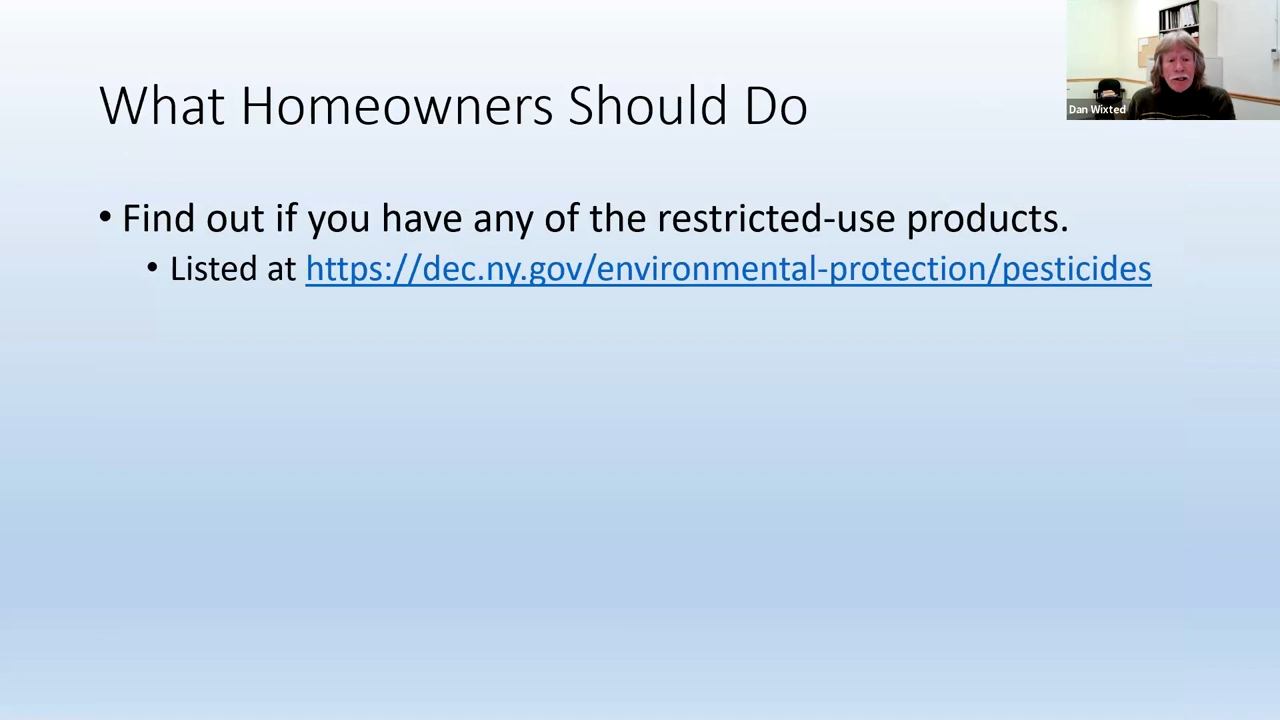 What Homeowners Should Do
• Find out if you have any of the restricted-use products.
• Listed at https://dec.ny.gov/environmental-protection/pesticides
Dan Wixted